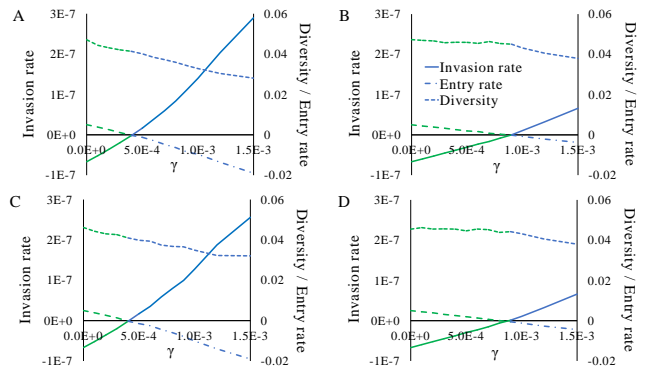 A
3E-7
2E-7
1E-7
0E+0
-1E-7
Invasion rate
0.0E+0
5.0E-4
1.0E-3
1.5E-3
γ
0.06
0.04
0.02
0
-0.02
Diversity / Entry rate
B
3E-7
2E-7
1E-7
0E+0
-1E-7
Invasion rate
Invasion rate
Entry rate
Diversity
0.0E+0
5.0E-4
1.0E-3
1.5E-3
γ
0.06
0.04
0.02
0
-0.02
Diversity / Entry rate
C
3E-7
2E-7
1E-7
0E+0
-1E-7
Invasion rate
0.0E+0
5.0E-4
1.0E-3
1.5E-3
γ
0.06
0.04
0.02
0
-0.02
Diversity / Entry rate
D
3E-7
2E-7
1E-7
0E+0
-1E-7
Invasion rate
0.0E+0
5.0E-4
1.0E-3
1.5E-3
γ
0.06
0.04
0.02
0
-0.02
Diversity / Entry rate